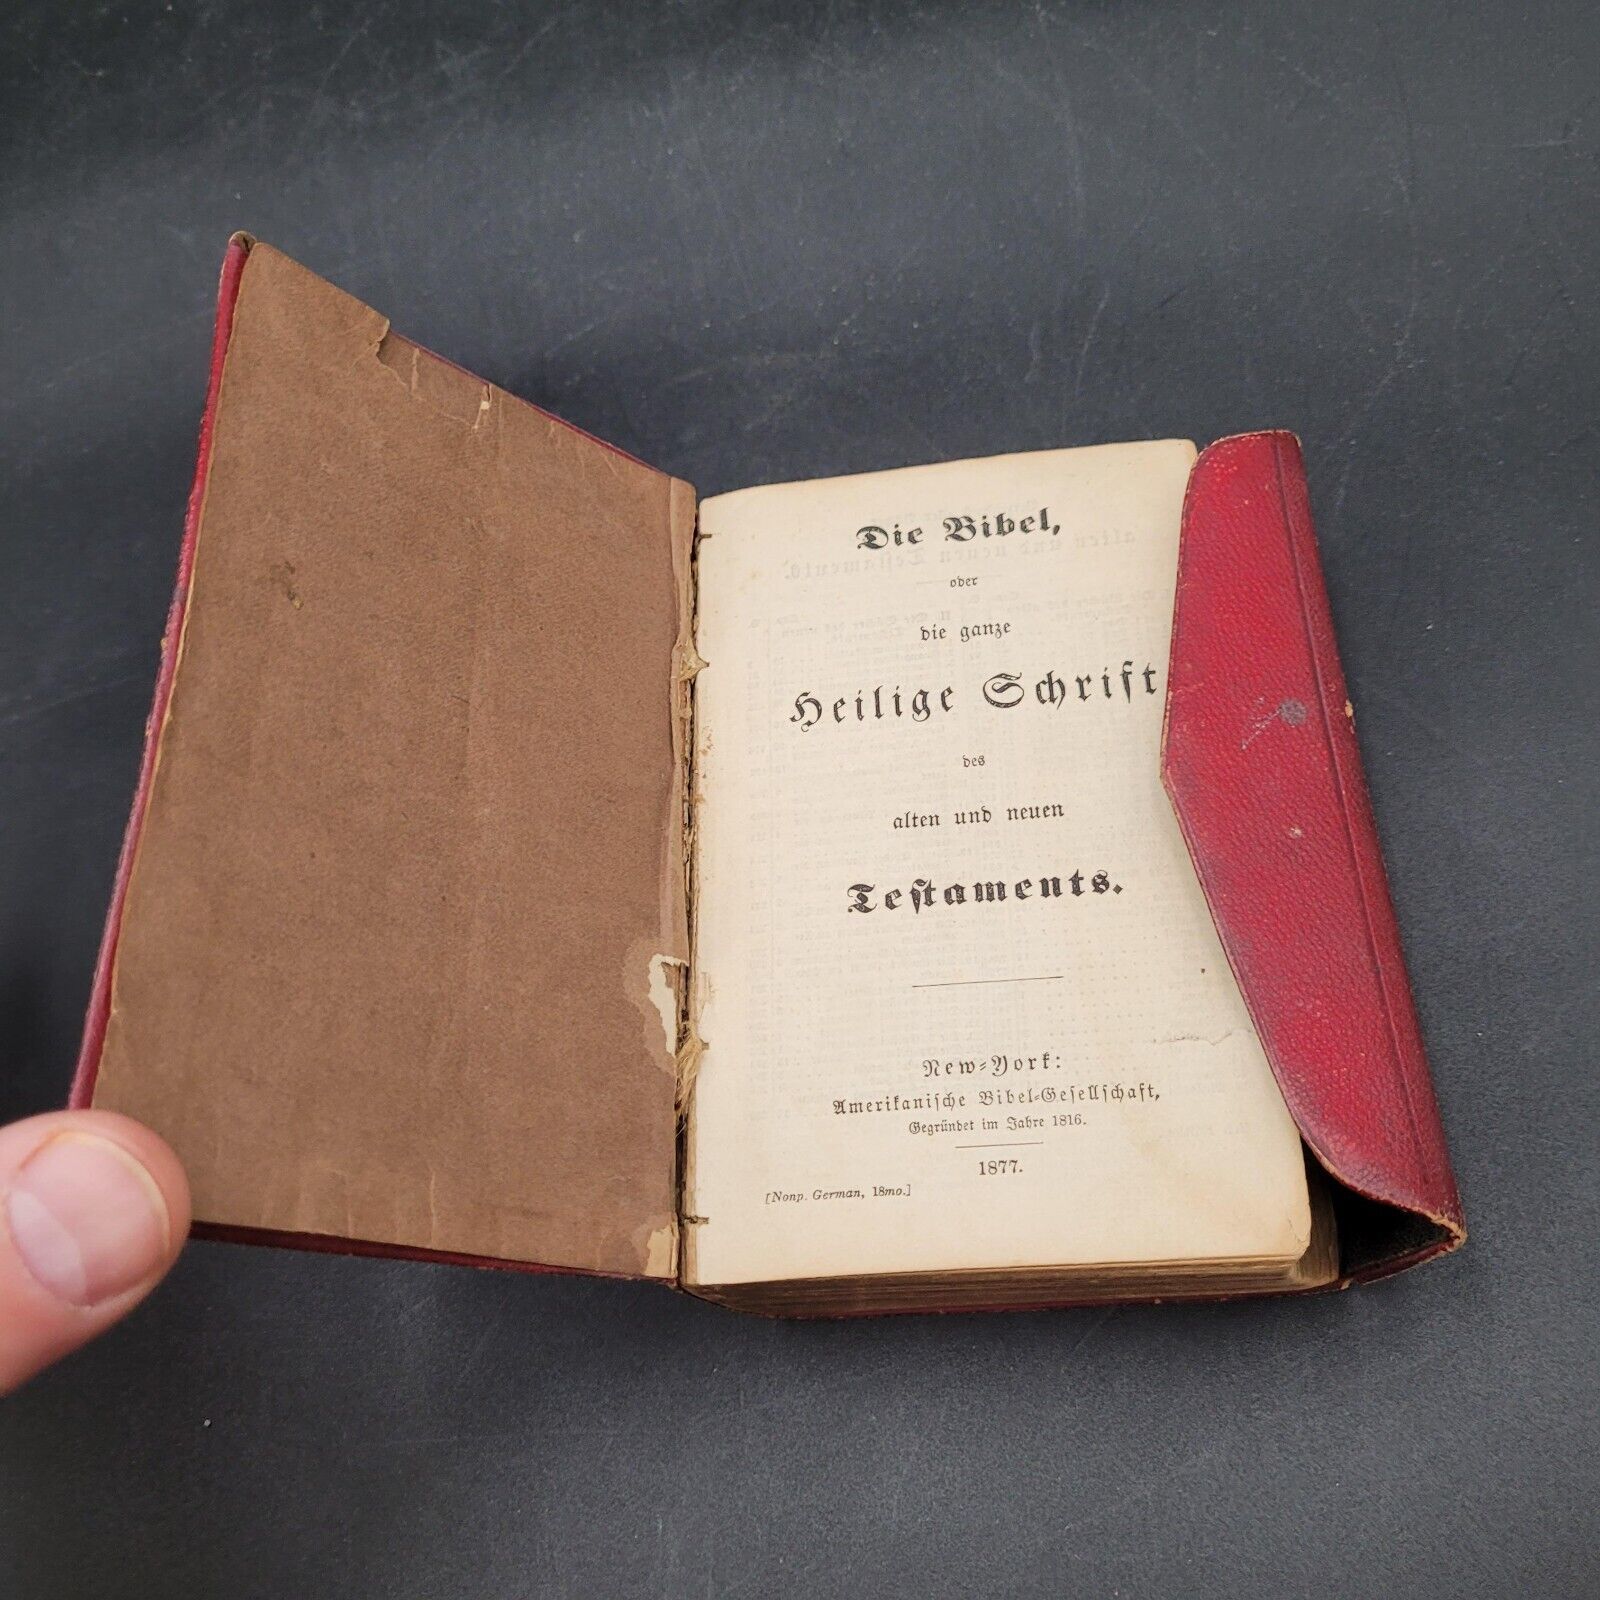 Die Bibel,
oder
die ganze
Heilige Schrift
des
alten und neuen
Teſtaments.
New-York:
Amerikaniſche Bibel-Geſellſchaft,
Gegründet im Jahre 1816.
1877.
[Nonp. German, 18mo.]